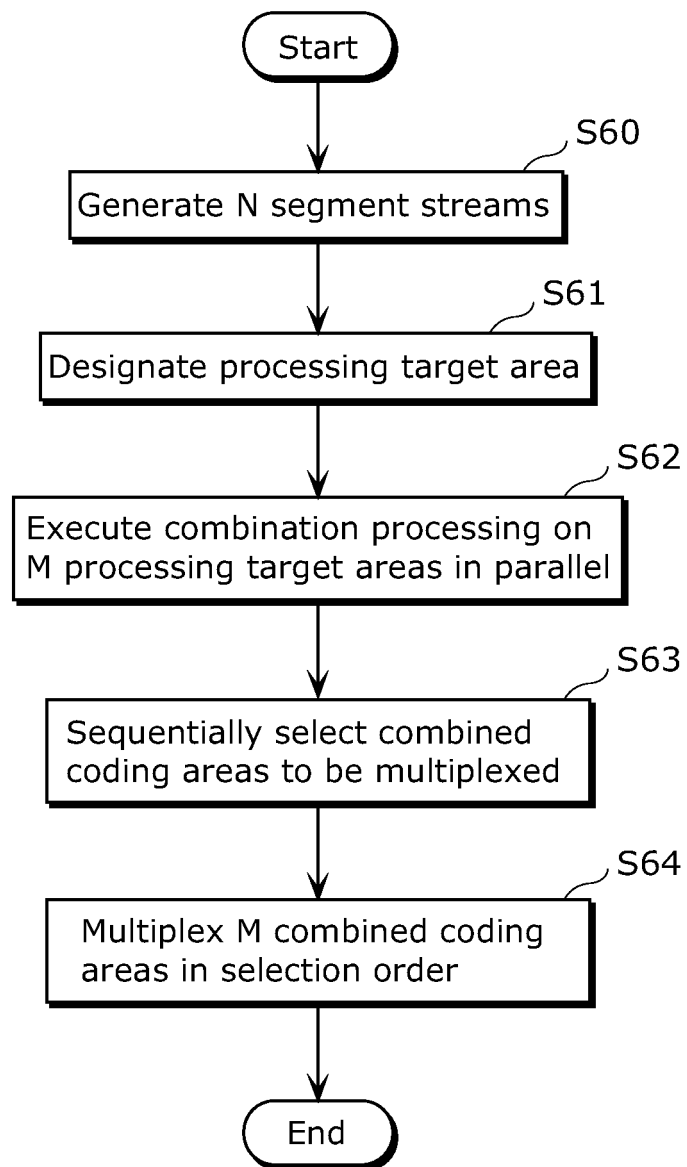 Start
S60
Generate N segment streams
S61
Designate processing target area
S62
Execute combination processing on
M processing target areas in parallel
S63
Sequentially select combined
coding areas to be multiplexed
S64
Multiplex M combined coding
areas in selection order
End